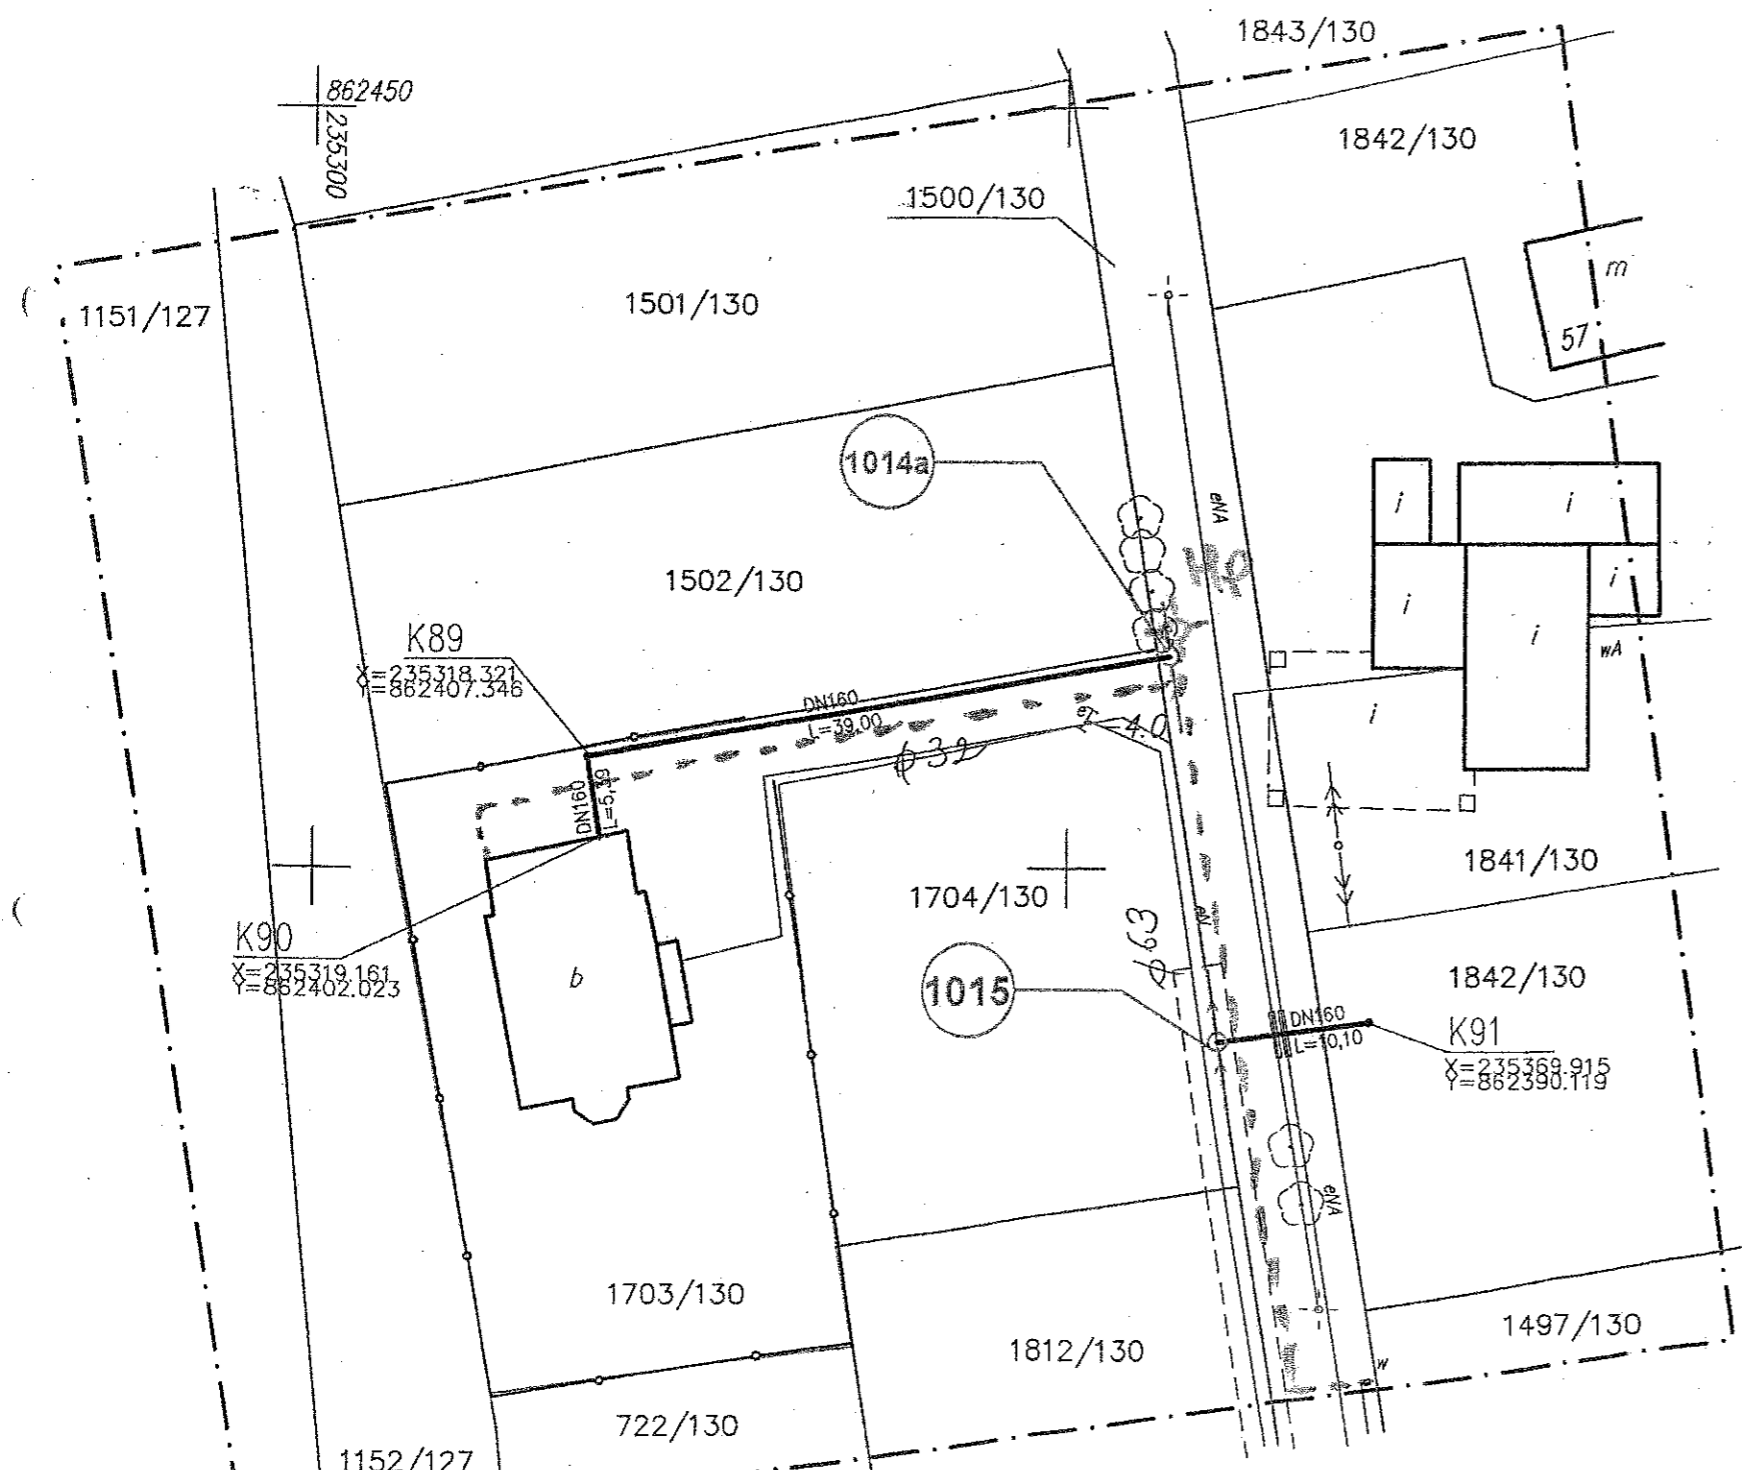 1843/130
862450
235300
1842/130
1500/130
m
1501/130
1151/127
57
1014a
eNA
i
i
1502/130
i
i
i
K89
wA
X=235318.321
Y=862407.346
DN160
L=39.00
i
eT
L=4.0
ϕ32
DN160
1841/130
1704/130
ϕ63
eN
K90
X=235319.161
Y=862402.023
b
1842/130
1015
DN160
L=10,10
K91
X=235369.915
Y=862390.119
eNA
1703/130
1497/130
1812/130
w
722/130
1152/127